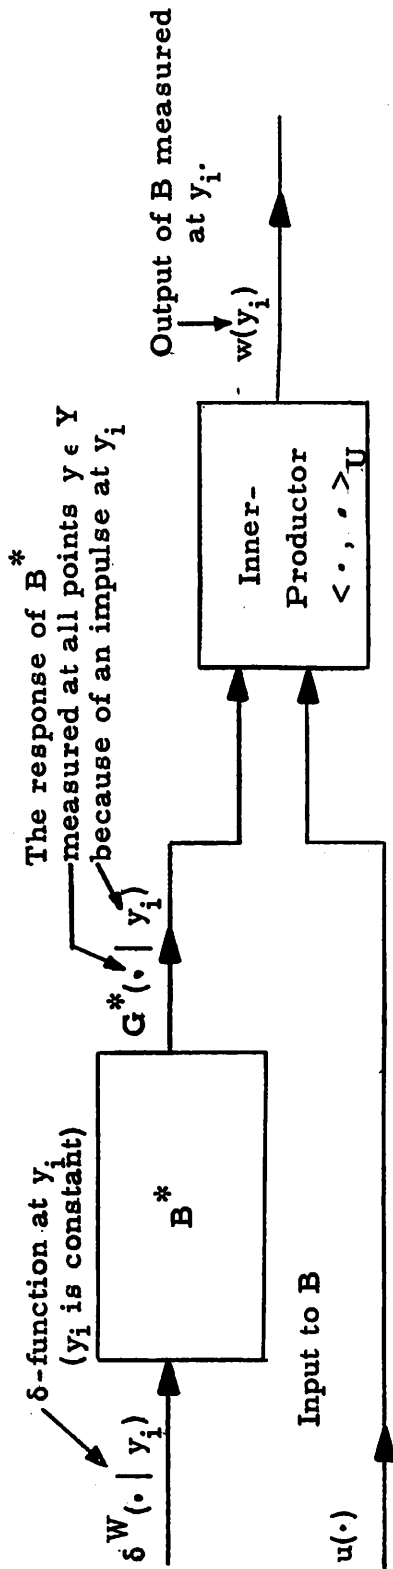 δ-function at y_i
(y_i is constant)
δ^W(· | y_i)
B^*
The response of B^*
measured at all points y ϵ Y
because of an impulse at y_i
G^*(· | y_i)
Input to B
u(·)
Inner-
Productor
< ·, · >_U
Output of B measured
at y_i.
w(y_i)